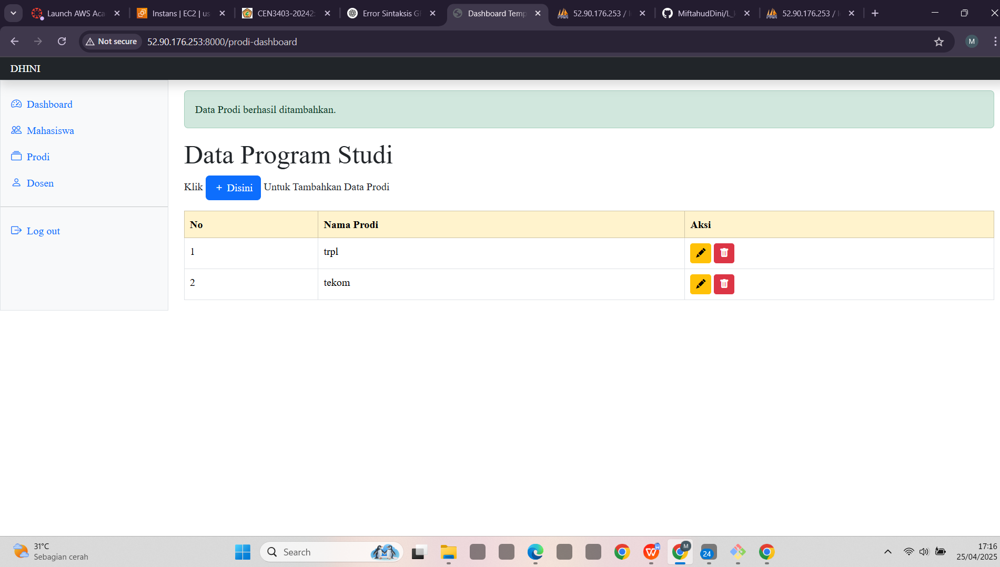 Launch AWS Aca
Instans | EC2 | us
CEN3403-20242
Error Sintaksis G
Dashboard Temp
52.90.176.253 /
MiftahudDini/L_
52.90.176.253 /
Not secure
52.90.176.253:8000/prodi-dashboard
M
DHINI
Dashboard
Mahasiswa
Prodi
Dosen
Log out
Data Prodi berhasil ditambahkan.
Data Program Studi
Klik + Disini Untuk Tambahkan Data Prodi
No Nama Prodi Aksi
1 trpl
2 tekom
31°C
Sebagian cerah
Search
W
M
24
17:16
25/04/2025